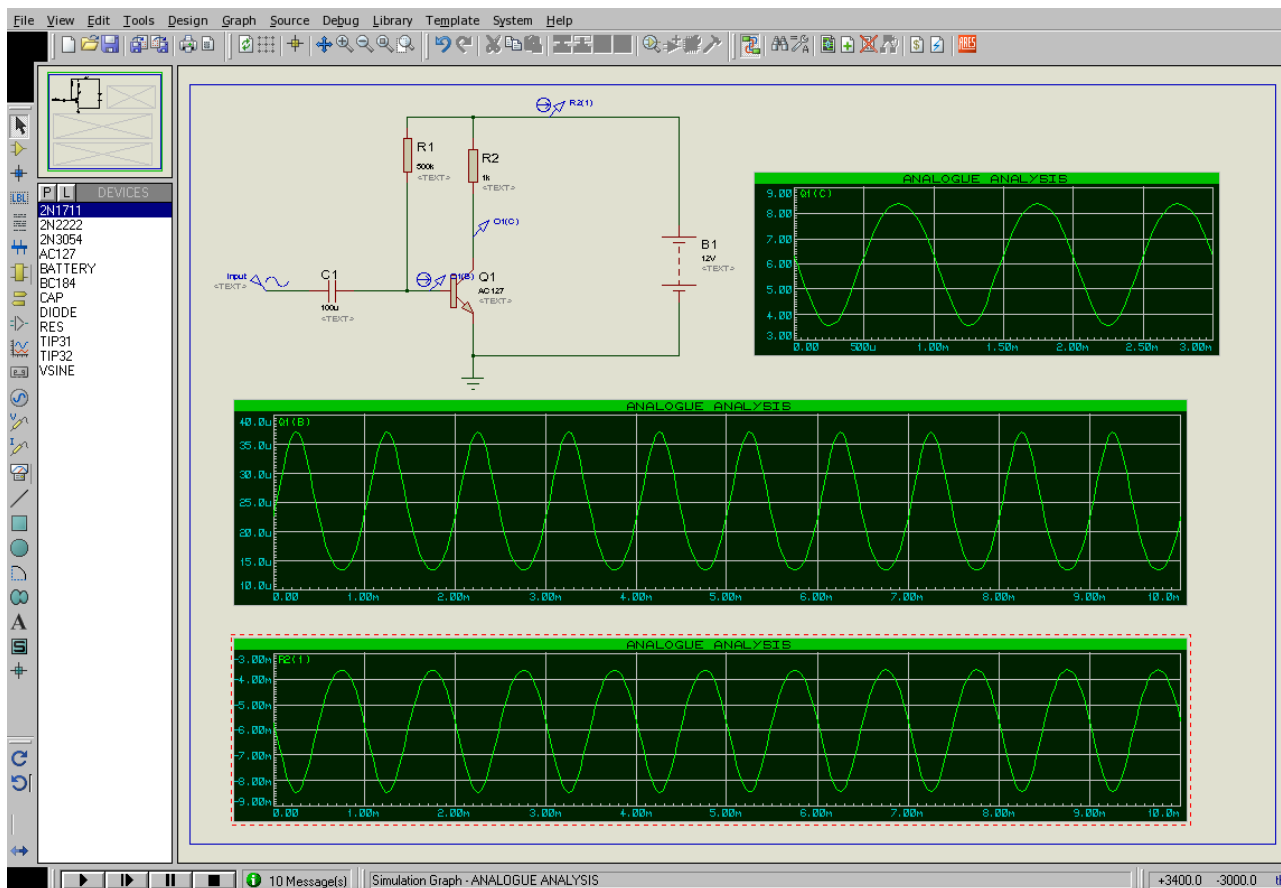 File View Edit Tools Design Graph Source Debug Library Template System Help
ARES
LBL
P L DEVICES
2N1711
2N2222
2N3054
AC127
BATTERY
BC184
CAP
DIODE
RES
TIP31
TIP32
VSINE
A
S
R2(1)
R1
500k
<TEXT>
R2
1k
<TEXT>
Q1(C)
B1
12V
<TEXT>
Input
<TEXT>
C1
100u
<TEXT>
Q1(B)
Q1
AC127
<TEXT>
ANALOGUE ANALYSIS
Q1(C)
9.00
8.00
7.00
6.00
5.00
4.00
3.00
0.00 500u 1.00m 1.50m 2.00m 2.50m 3.00m
ANALOGUE ANALYSIS
Q1(B)
40.0u
35.0u
30.0u
25.0u
20.0u
15.0u
10.0u
0.00 1.00m 2.00m 3.00m 4.00m 5.00m 6.00m 7.00m 8.00m 9.00m 10.0m
ANALOGUE ANALYSIS
R2(1)
-3.00m
-4.00m
-5.00m
-6.00m
-7.00m
-8.00m
-9.00m
0.00 1.00m 2.00m 3.00m 4.00m 5.00m 6.00m 7.00m 8.00m 9.00m 10.0m
10 Message(s) Simulation Graph - ANALOGUE ANALYSIS +3400.0 -3000.0